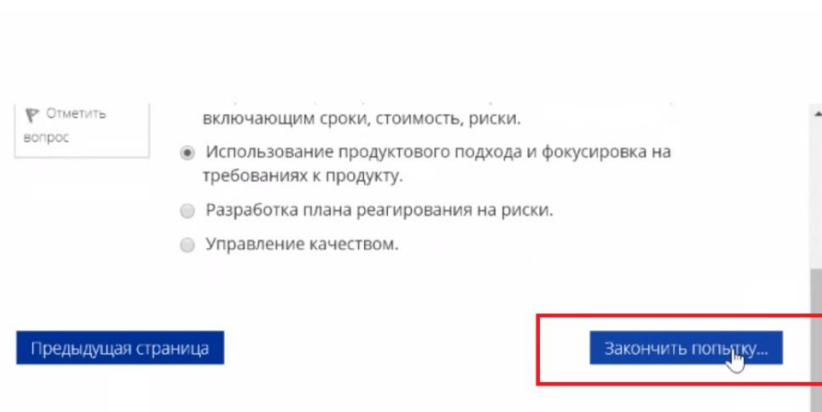 Отметить
вопрос
включающим сроки, стоимость, риски.
Использование продуктового подхода и фокусировка на
требованиях к продукту.
Разработка плана реагирования на риски.
Управление качеством.
Предыдущая страница
Закончить попытку...